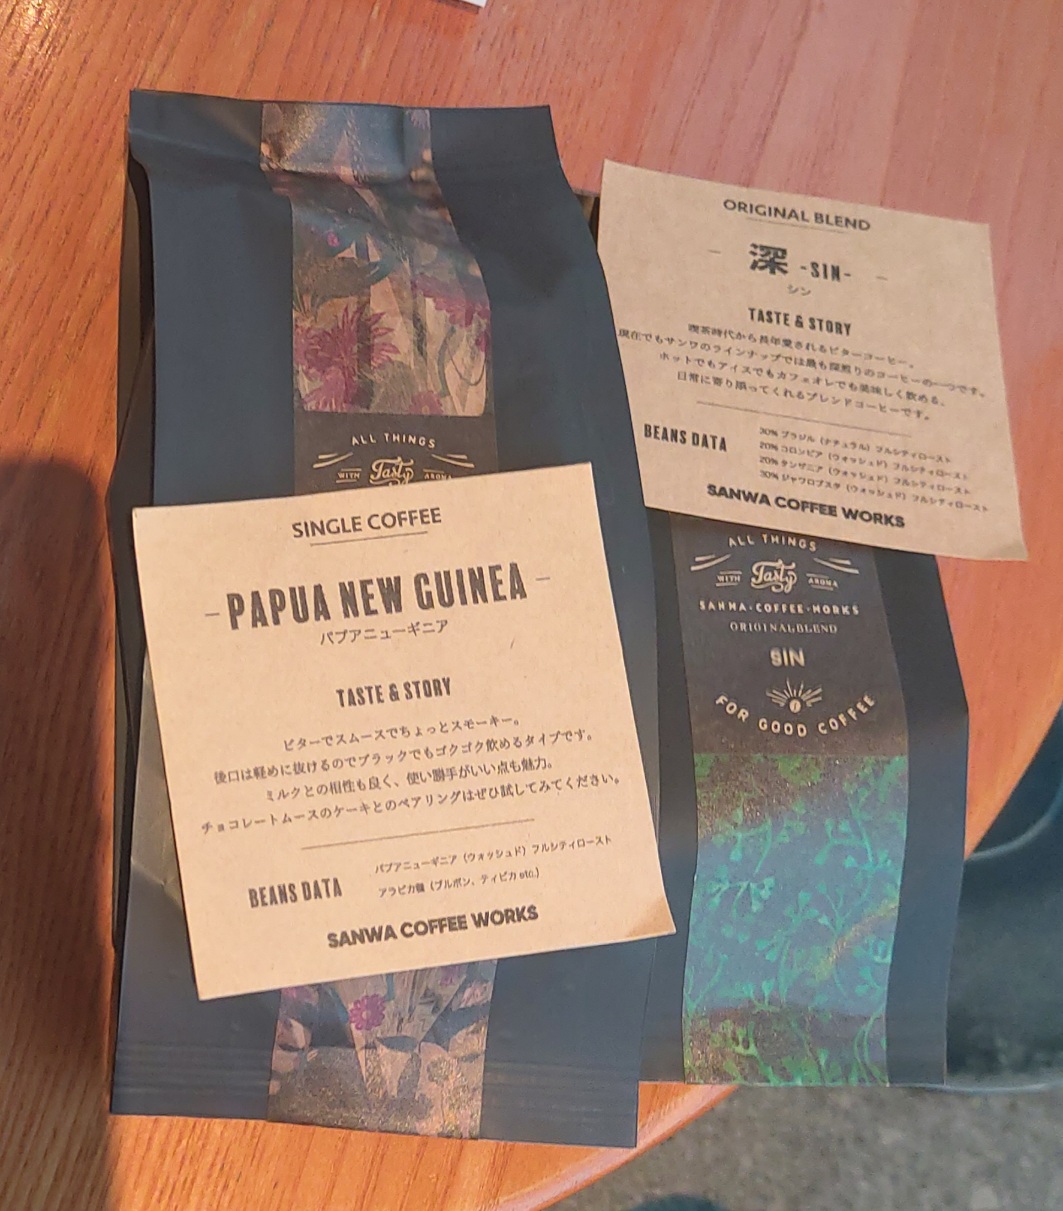 ALL THINGS
WITH Tasty AROMA
SINGLE COFFEE
PAPUA NEW GUINEA
パプアニューギニア
TASTE & STORY
ビターでスムースでちょっとスモーキー。
後口は軽めに抜けるのでブラックでもゴクゴク飲めるタイプです。
ミルクとの相性も良く、使い勝手がいい点も魅力。
チョコレートムースのケーキとのペアリングはぜひ試してみてください。
BEANS DATA
パプアニューギニア（ウォッシュド）フルシティロースト
アラビカ種（ブルボン、ティピカ etc.）
SANWA COFFEE WORKS
ORIGINAL BLEND
深 -SIN-
シン
TASTE & STORY
喫茶時代から長年愛されるビターコーヒー。
現在でもサンワのラインナップでは最も深煎りのコーヒーの一つです。
ホットでもアイスでもカフェオレでも美味しく飲める、
日常に寄り添ってくれるブレンドコーヒーです。
BEANS DATA
30% ブラジル（ナチュラル）フルシティロースト
20% コロンビア（ウォッシュド）フルシティロースト
20% タンザニア（ウォッシュド）フルシティロースト
30% ジャワロブスタ（ウォッシュド）フルシティロースト
SANWA COFFEE WORKS
ALL THINGS
WITH Tasty AROMA
SANWA・COFFEE・WORKS
ORIGINALBLEND
SIN
FOR GOOD COFFEE